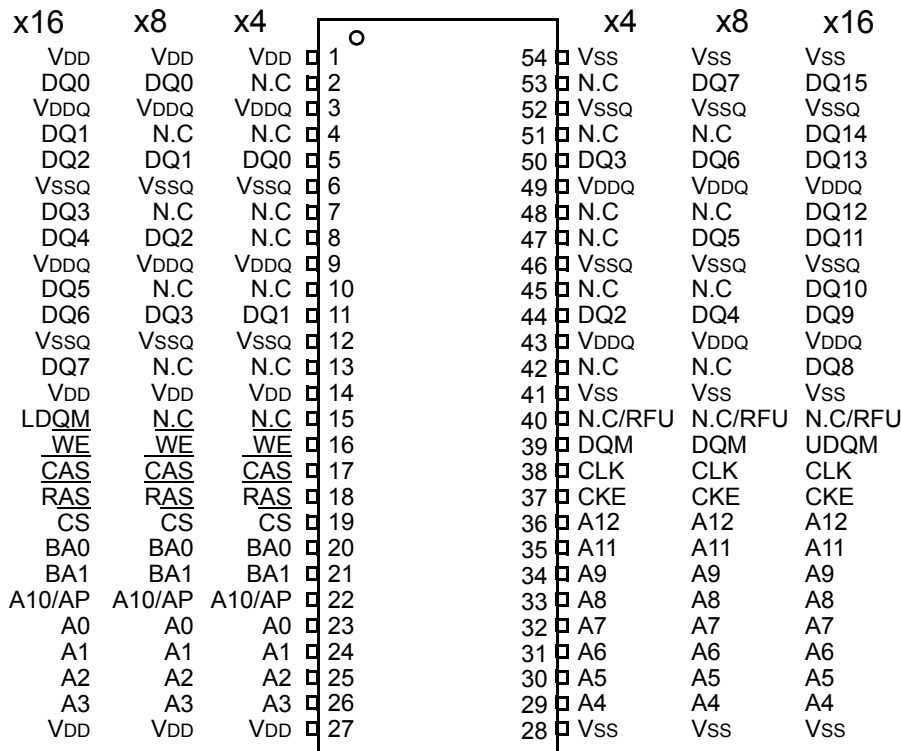 x16 x8 x4 x4 x8 x16
VDD VDD VDD 1 54 VSS VSS VSS
DQ0 DQ0 N.C 2 53 N.C DQ7 DQ15
VDDQ VDDQ VDDQ 3 52 VSSQ VSSQ VSSQ
DQ1 N.C N.C 4 51 N.C N.C DQ14
DQ2 DQ1 DQ0 5 50 DQ3 DQ6 DQ13
VSSQ VSSQ VSSQ 6 49 VDDQ VDDQ VDDQ
DQ3 N.C N.C 7 48 N.C N.C DQ12
DQ4 DQ2 N.C 8 47 N.C DQ5 DQ11
VDDQ VDDQ VDDQ 9 46 VSSQ VSSQ VSSQ
DQ5 N.C N.C 10 45 N.C N.C DQ10
DQ6 DQ3 DQ1 11 44 DQ2 DQ4 DQ9
VSSQ VSSQ VSSQ 12 43 VDDQ VDDQ VDDQ
DQ7 N.C N.C 13 42 N.C N.C DQ8
VDD VDD VDD 14 41 VSS VSS VSS
LDQM N.C N.C 15 40 N.C/RFU N.C/RFU N.C/RFU
WE WE WE 16 39 DQM DQM UDQM
CAS CAS CAS 17 38 CLK CLK CLK
RAS RAS RAS 18 37 CKE CKE CKE
CS CS CS 19 36 A12 A12 A12
BA0 BA0 BA0 20 35 A11 A11 A11
BA1 BA1 BA1 21 34 A9 A9 A9
A10/AP A10/AP A10/AP 22 33 A8 A8 A8
A0 A0 A0 23 32 A7 A7 A7
A1 A1 A1 24 31 A6 A6 A6
A2 A2 A2 25 30 A5 A5 A5
A3 A3 A3 26 29 A4 A4 A4
VDD VDD VDD 27 28 VSS VSS VSS